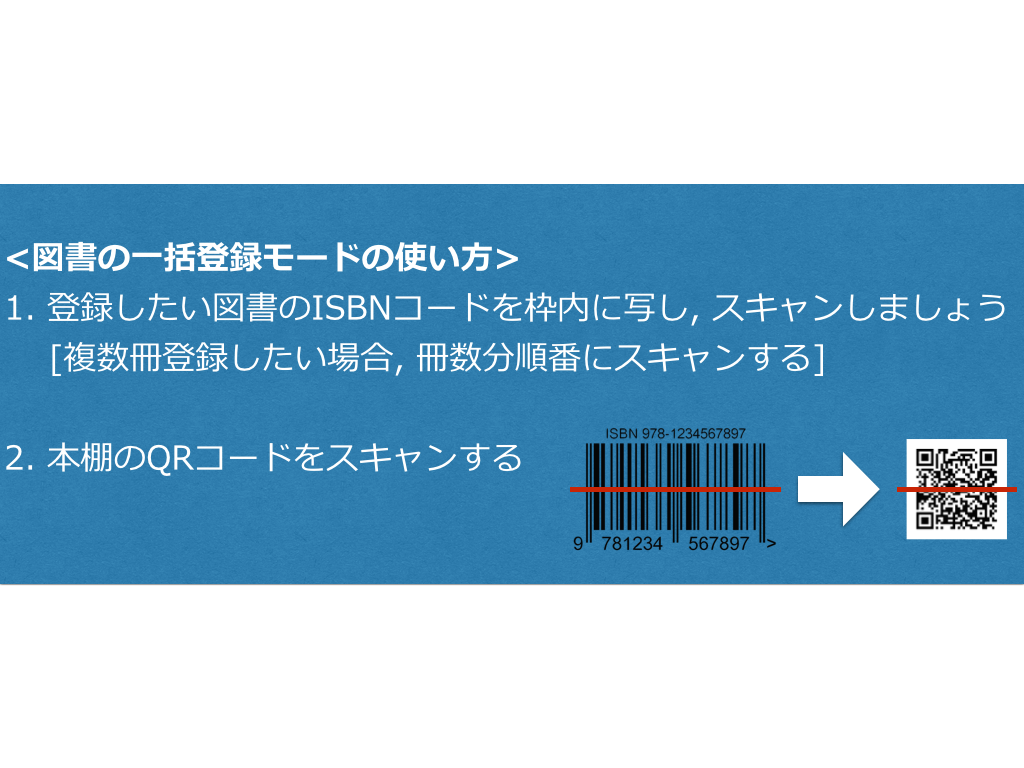 <図書の一括登録モードの使い方>
1. 登録したい図書のISBNコードを枠内に写し, スキャンしましょう
[複数冊登録したい場合, 冊数分順番にスキャンする]
2. 本棚のQRコードをスキャンする
ISBN 978-1234567897
9 781234 567897 >